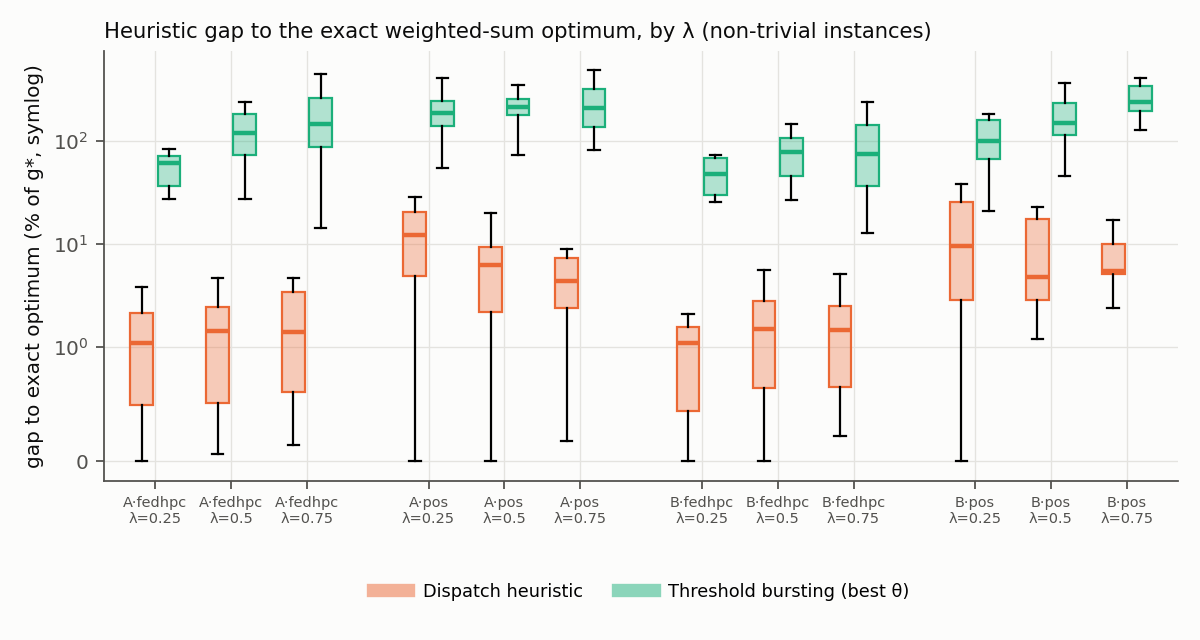 Heuristic gap to the exact weighted-sum optimum, by λ (non-trivial instances)
gap to exact optimum (% of g*, symlog)
10²
10¹
10⁰
0
A·fedhpc A·fedhpc A·fedhpc A·pos A·pos A·pos B·fedhpc B·fedhpc B·fedhpc B·pos B·pos B·pos
λ=0.25 λ=0.5 λ=0.75 λ=0.25 λ=0.5 λ=0.75 λ=0.25 λ=0.5 λ=0.75 λ=0.25 λ=0.5 λ=0.75
Dispatch heuristic Threshold bursting (best θ)